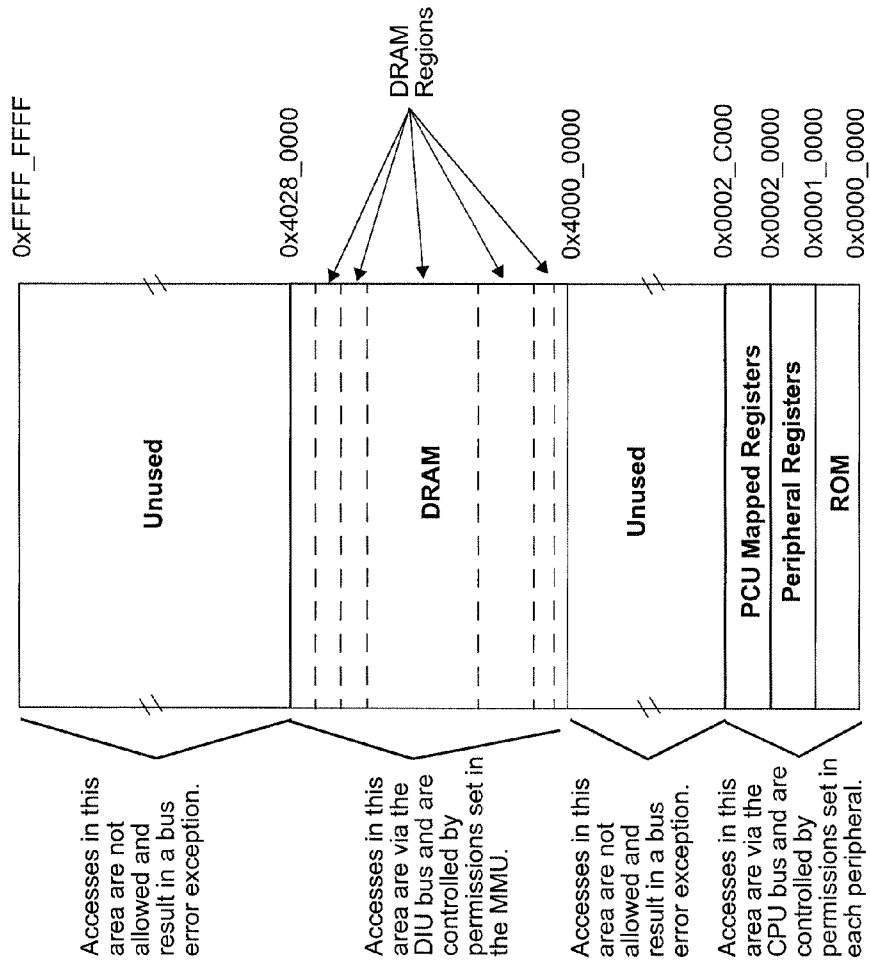 0xFFFF_FFFF
0x4028_0000
DRAM
Regions
0x4000_0000
0x0002_C000
0x0002_0000
0x0001_0000
0x0000_0000
Unused
DRAM
Unused
PCU Mapped Registers
Peripheral Registers
ROM
Accesses in this
area are not
allowed and
result in a bus
error exception.
Accesses in this
area are via the
DIU bus and are
controlled by
permissions set in
the MMU.
Accesses in this
area are not
allowed and
result in a bus
error exception.
Accesses in this
area are via the
CPU bus and are
controlled by
permissions set in
each peripheral.